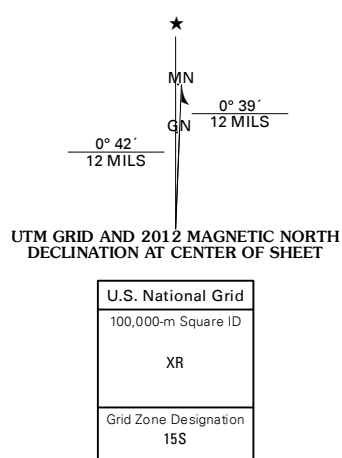 ★
MN
0° 39´
GN
12 MILS
0° 42´
12 MILS
UTM GRID AND 2012 MAGNETIC NORTH
DECLINATION AT CENTER OF SHEET
U.S. National Grid
100,000-m Square ID
XR
Grid Zone Designation
15S